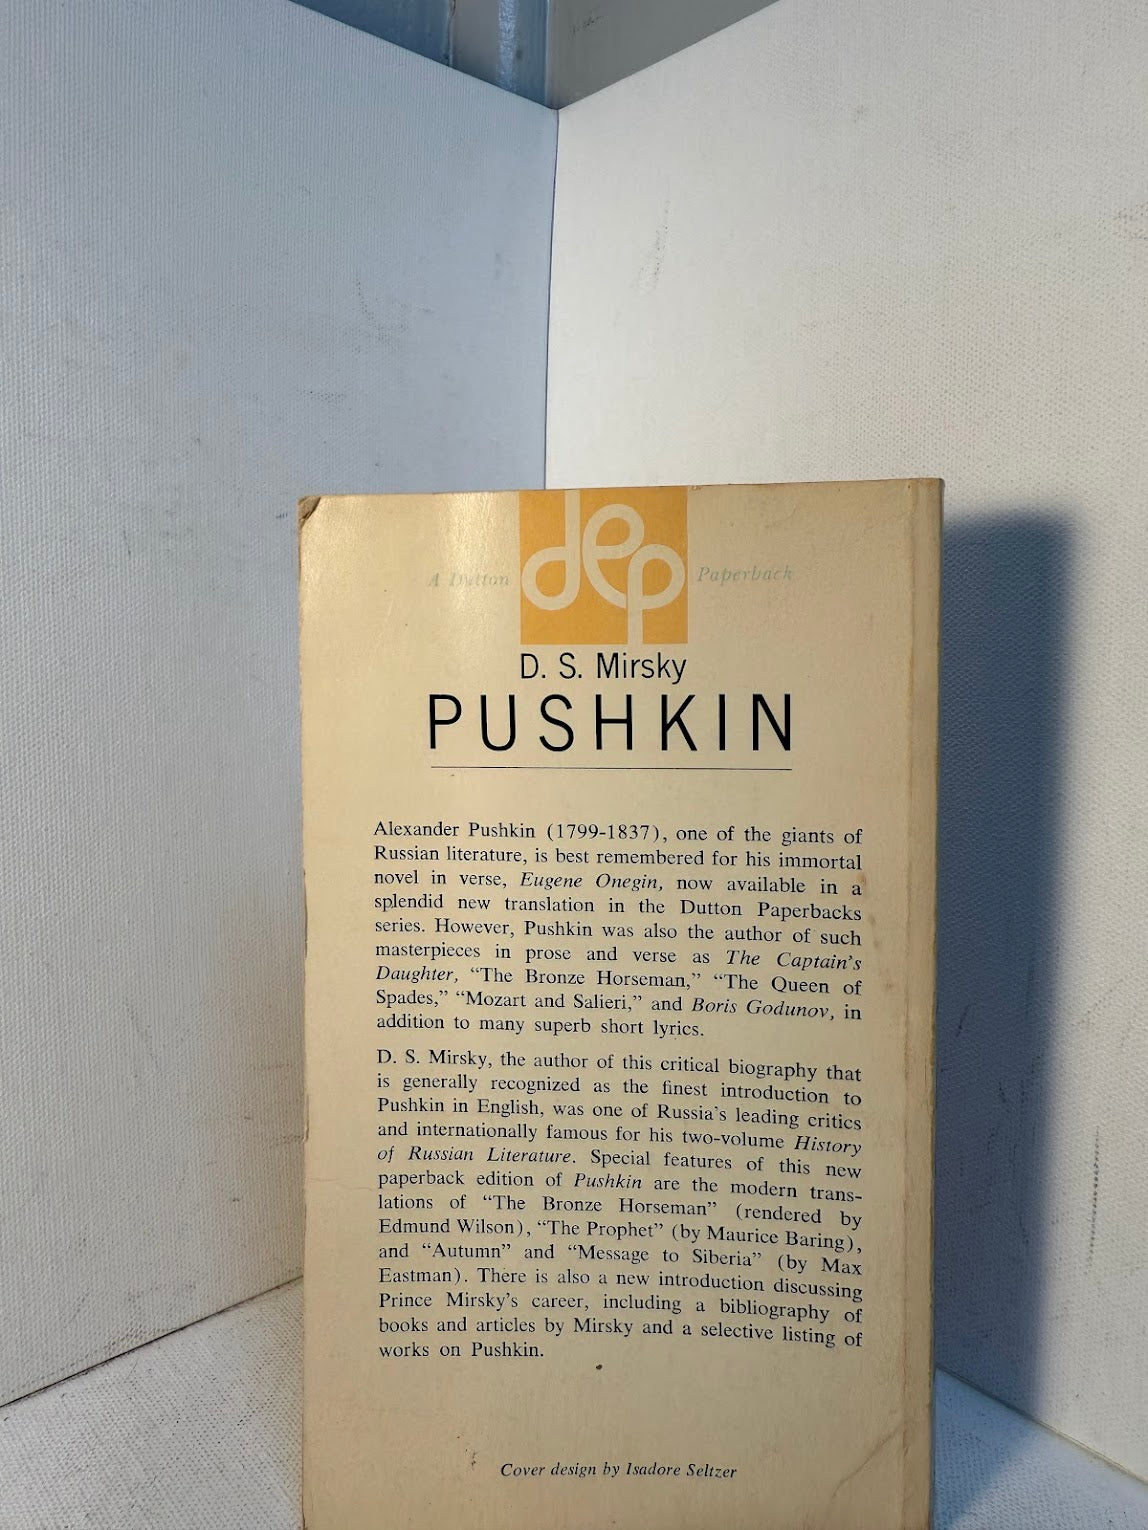 dep
A Dutton Paperback
D. S. Mirsky
PUSHKIN
Alexander Pushkin (1799-1837), one of the giants of
Russian literature, is best remembered for his immortal
novel in verse, Eugene Onegin, now available in a
splendid new translation in the Dutton Paperbacks
series. However, Pushkin was also the author of such
masterpieces in prose and verse as The Captain's
Daughter, “The Bronze Horseman,” “The Queen of
Spades,” “Mozart and Salieri,” and Boris Godunov, in
addition to many superb short lyrics.
D. S. Mirsky, the author of this critical biography that
is generally recognized as the finest introduction to
Pushkin in English, was one of Russia's leading critics
and internationally famous for his two-volume History
of Russian Literature. Special features of this new
paperback edition of Pushkin are the modern trans-
lations of “The Bronze Horseman” (rendered by
Edmund Wilson), “The Prophet” (by Maurice Baring),
and “Autumn” and “Message to Siberia” (by Max
Eastman). There is also a new introduction discussing
Prince Mirsky's career, including a bibliography of
books and articles by Mirsky and a selective listing of
works on Pushkin.
Cover design by Isadore Seltzer